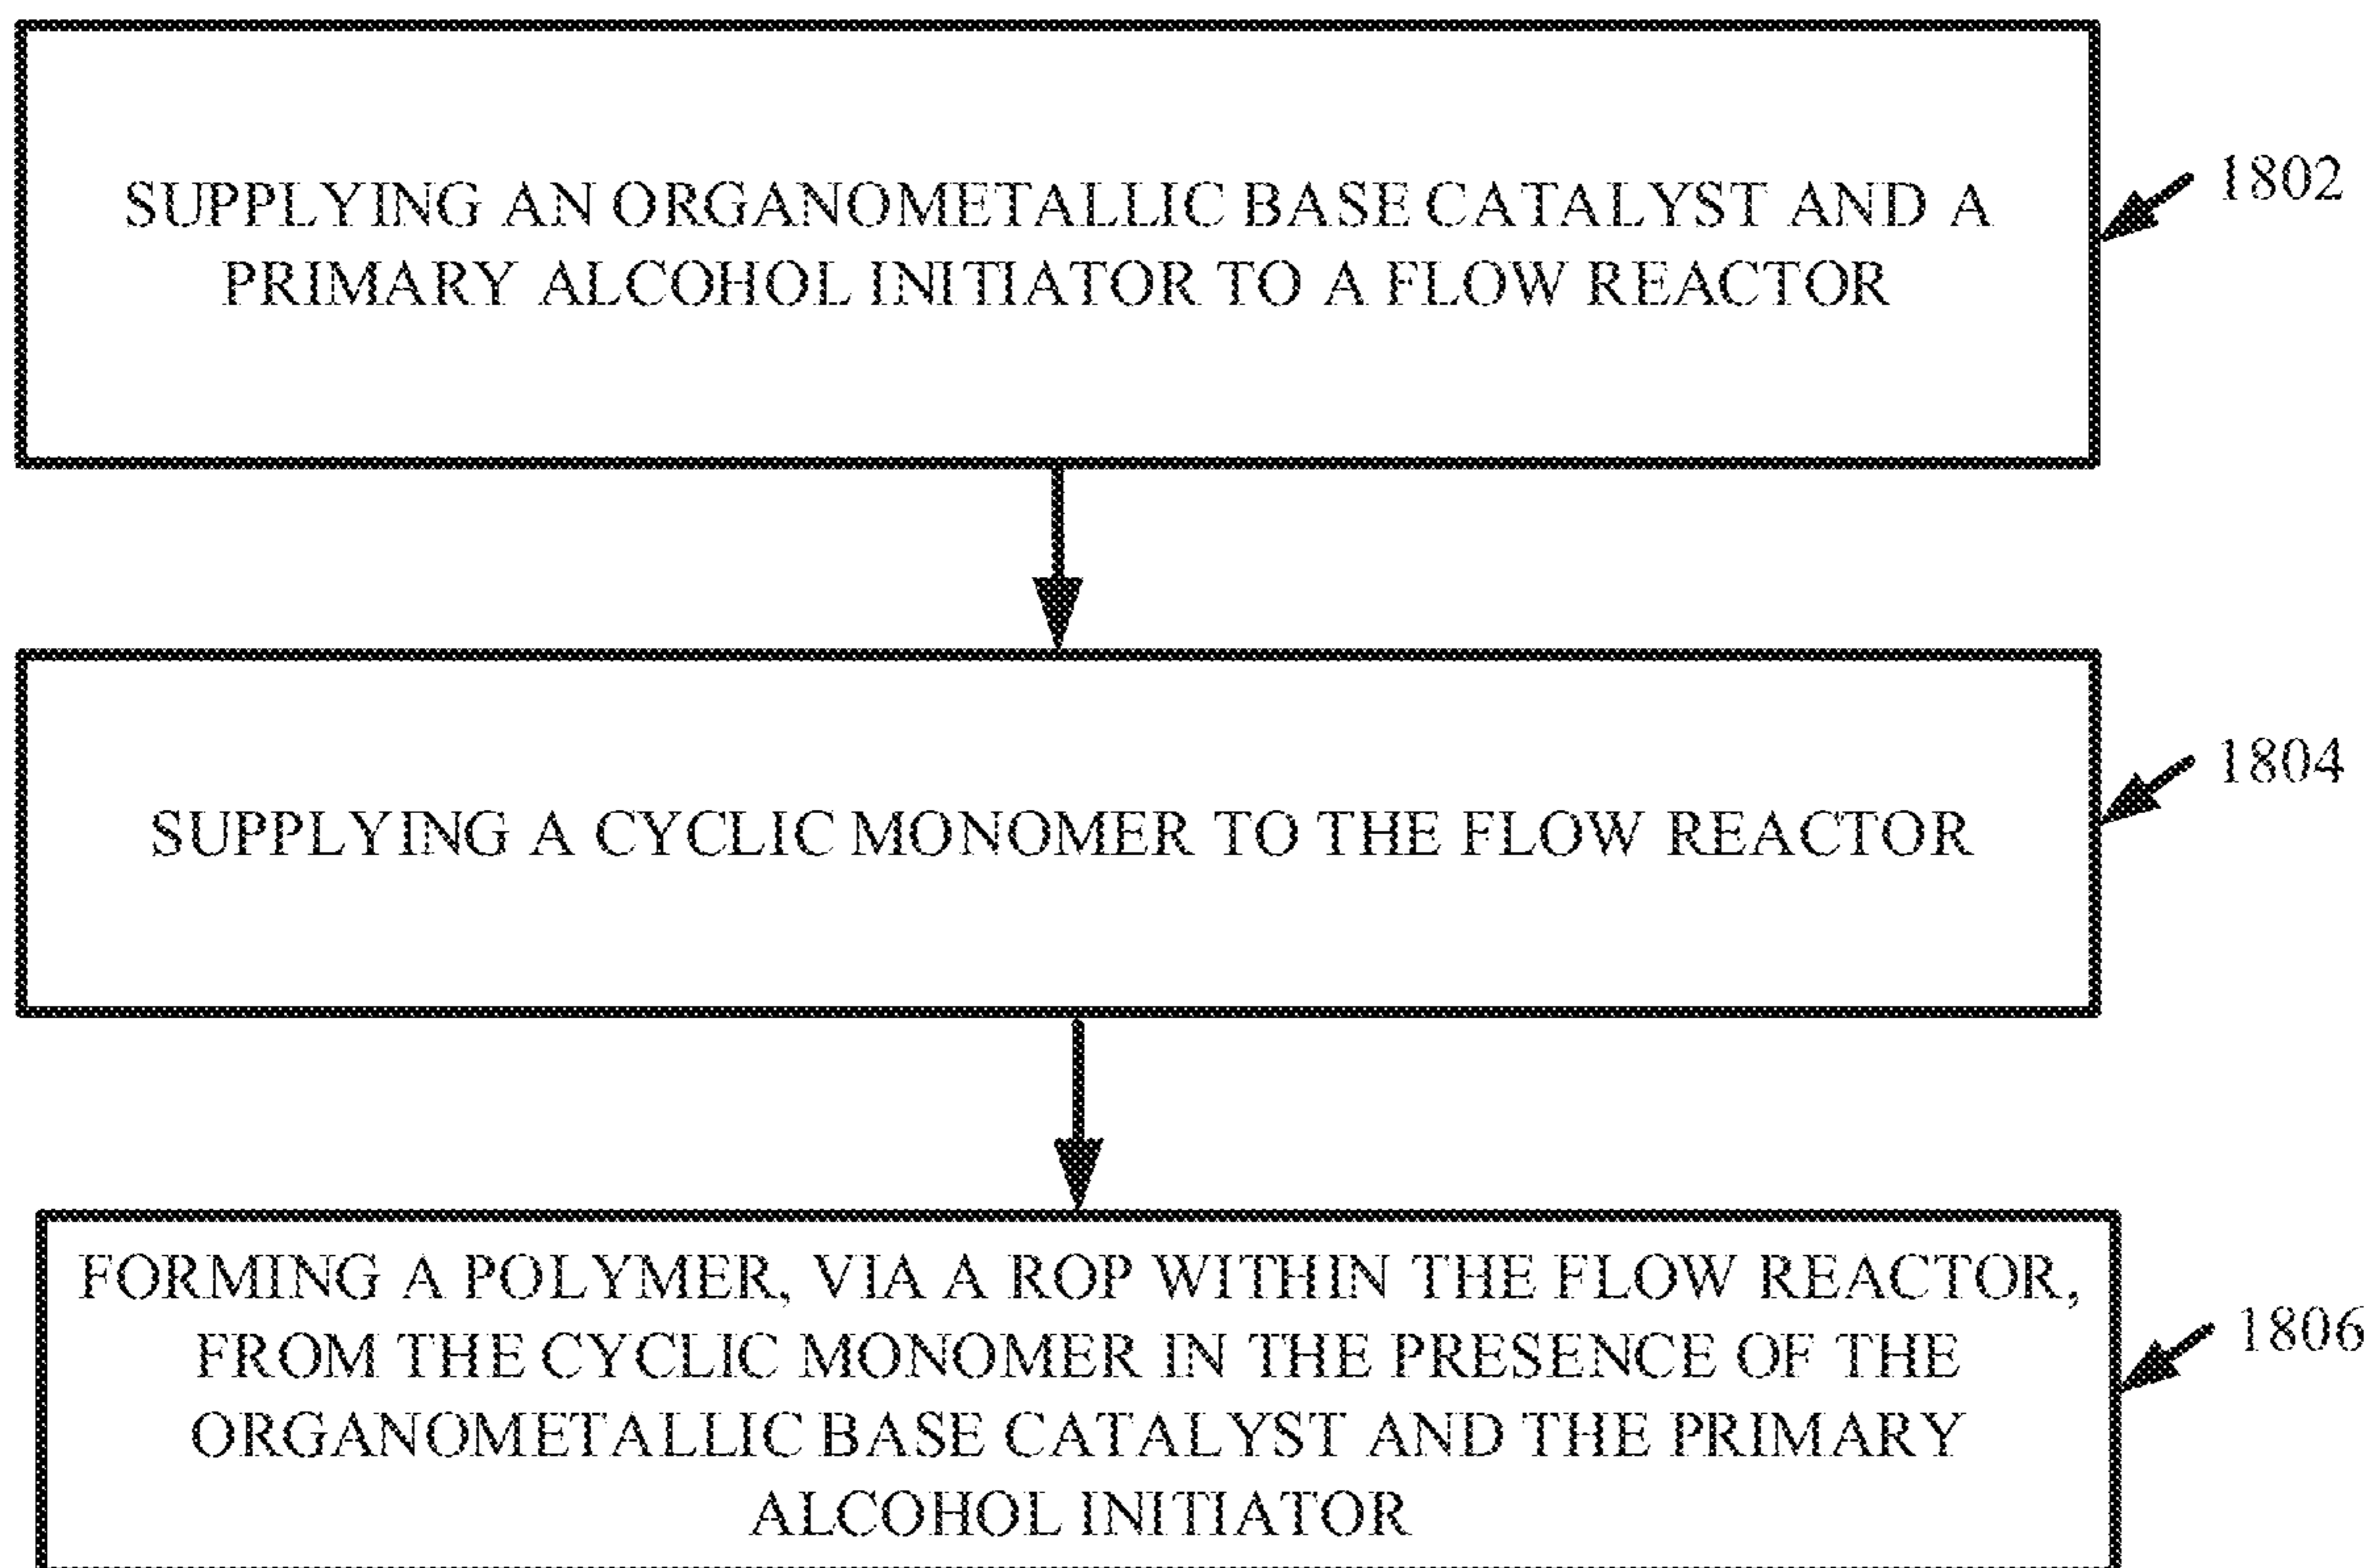 SUPPLYING AN ORGANOMETALLIC BASE CATALYST AND A
PRIMARY ALCOHOL INITIATOR TO A FLOW REACTOR
1802
SUPPLYING A CYCLIC MONOMER TO THE FLOW REACTOR
1804
FORMING A POLYMER, VIA A ROP WITHIN THE FLOW REACTOR,
FROM THE CYCLIC MONOMER IN THE PRESENCE OF THE
ORGANOMETALLIC BASE CATALYST AND THE PRIMARY
ALCOHOL INITIATOR
1806